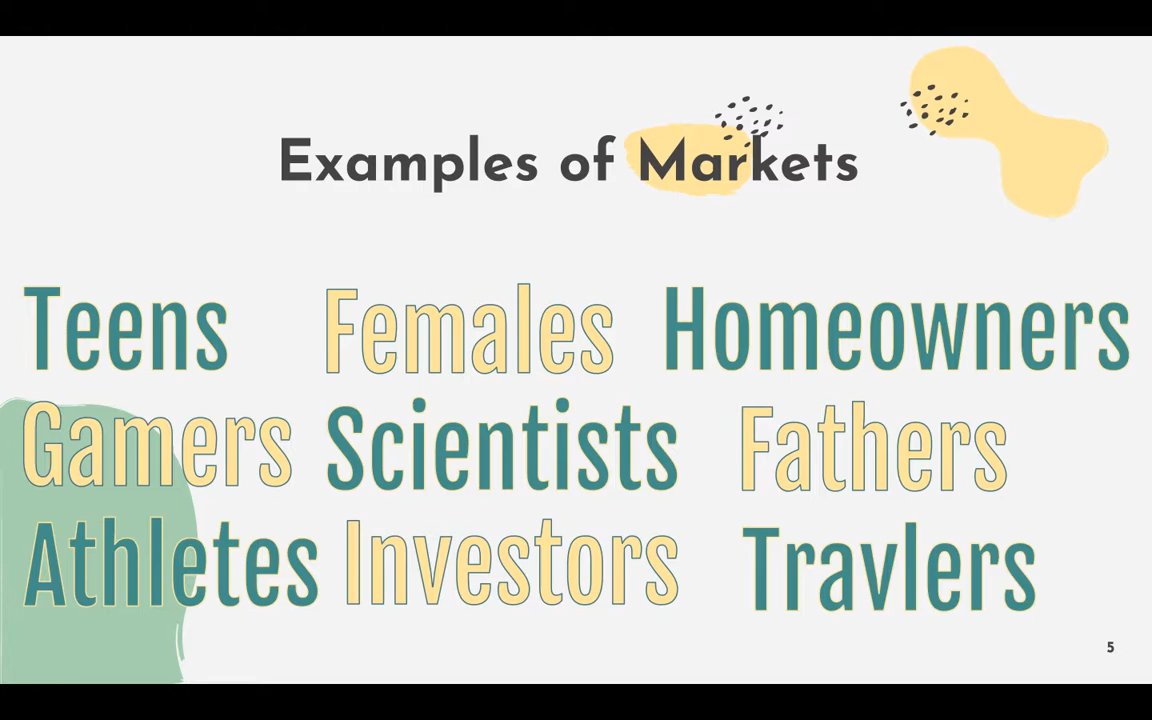 Examples of Markets
Teens Females Homeowners
Gamers Scientists Fathers
Athletes Investors Travlers
5